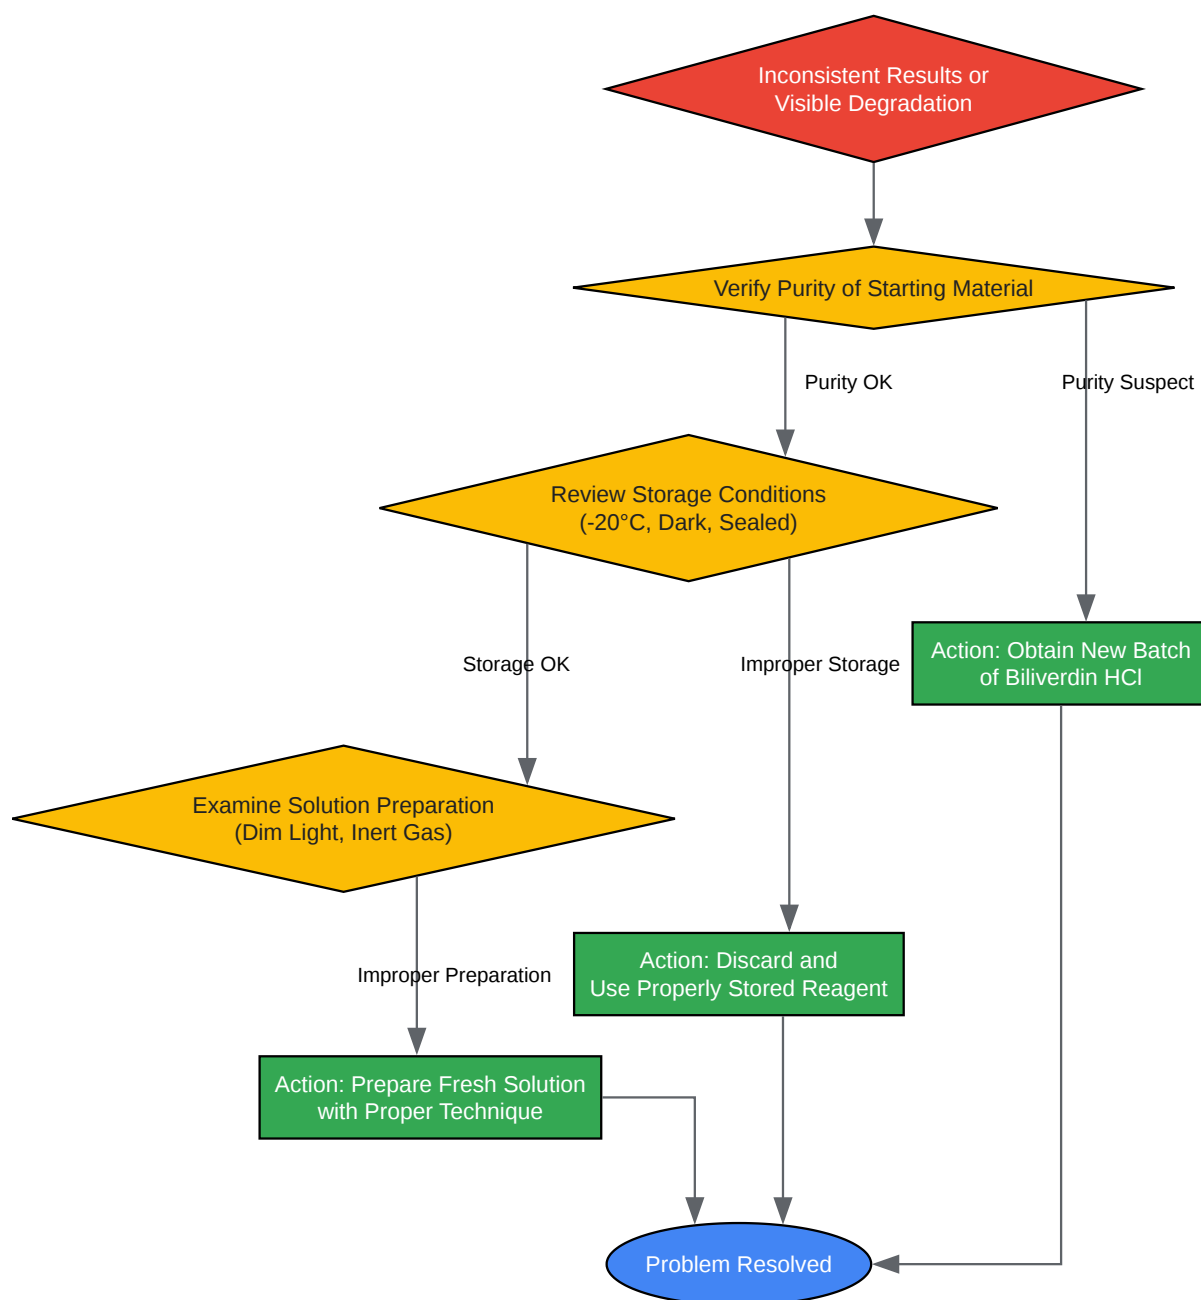 Inconsistent Results or
Visible Degradation
Verify Purity of Starting Material
Purity OK
Purity Suspect
Review Storage Conditions
(-20°C, Dark, Sealed)
Storage OK
Improper Storage
Action: Obtain New Batch
of Biliverdin HCl
Examine Solution Preparation
(Dim Light, Inert Gas)
Improper Preparation
Action: Discard and
Use Properly Stored Reagent
Action: Prepare Fresh Solution
with Proper Technique
Problem Resolved